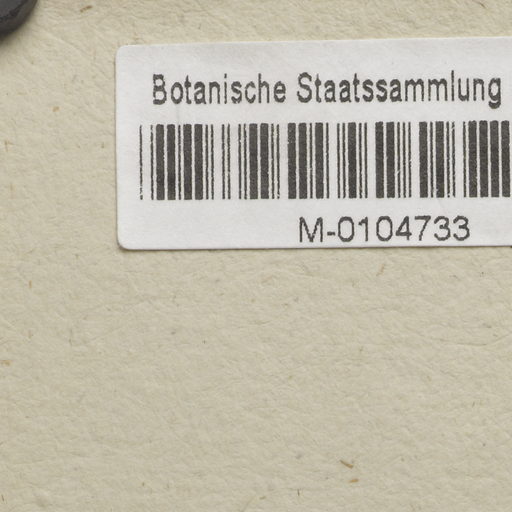 Botanische Staatssammlung
M-0104733